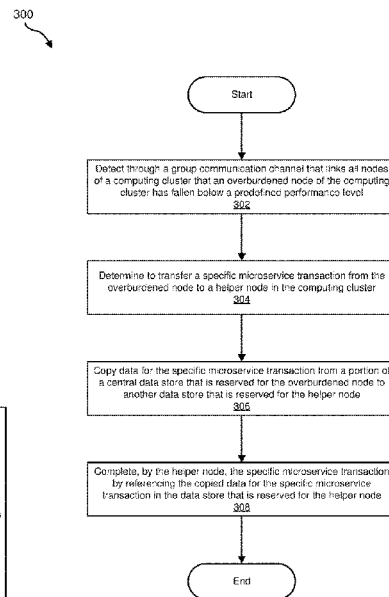 300
Start
Detect through a group communication channel that links all nodes
of a computing cluster that an overburdened node of the computing
cluster has fallen below a predefined performance level
302
Determine to transfer a specific microservice transaction from the
overburdened node to a helper node in the computing cluster
304
Copy data for the specific microservice transaction from a portion of
a central data store that is reserved for the overburdened node to
another data store that is reserved for the helper node
306
Complete, by the helper node, the specific microservice transaction
by referencing the copied data for the specific microservice
transaction in the data store that is reserved for the helper node
308
End